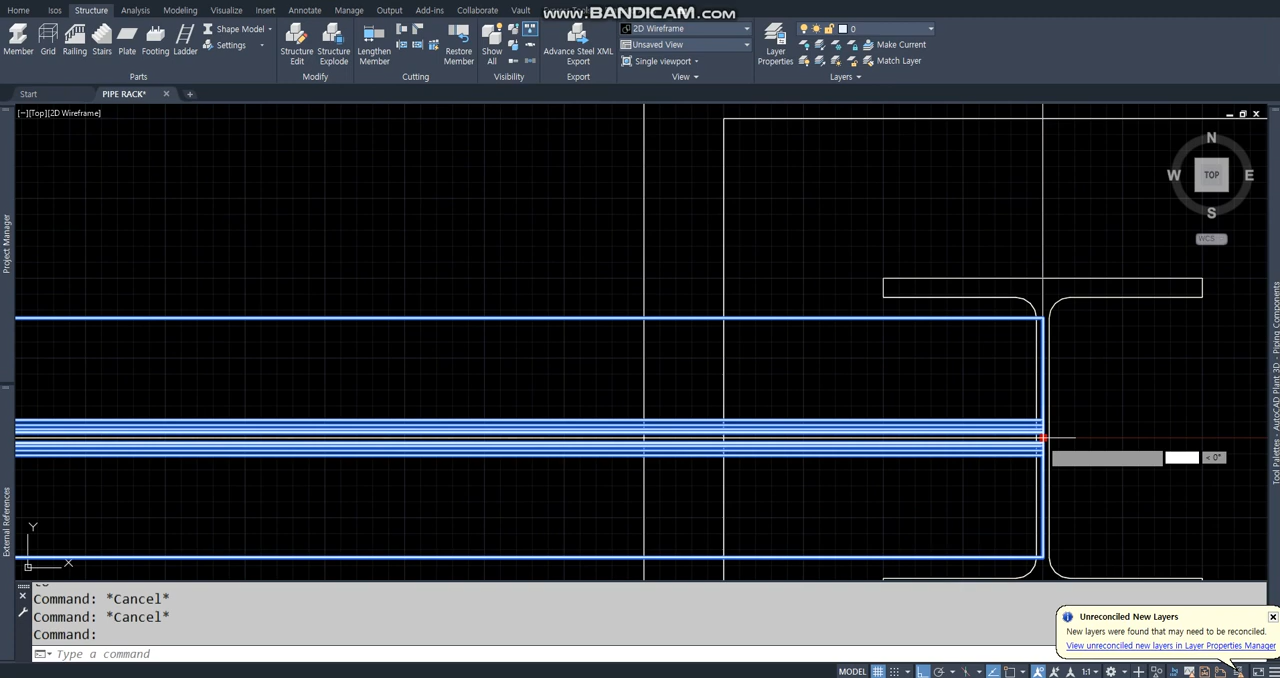 Home Isos Structure Analysis Modeling Visualize Insert Annotate Manage Output Add-ins Collaborate Vault
www.BANDICAM.com
Member Grid Railing Stairs Plate Footing Ladder
Shape Model
Settings
Structure Edit
Structure Explode
Lengthen Member
Restore Member
Show All
Advance Steel XML Export
2D Wireframe
Unsaved View
Single viewport
Layer Properties
0
Make Current
Match Layer
Parts Modify Cutting Visibility Export View Layers
Start PIPE RACK*
[−][Top][2D Wireframe]
N
W TOP E
S
WCS
Project Manager
External References
Tool Palettes - AutoCAD Plant 3D - Piping Components
< 0°
Y
X
Command: *Cancel*
Command: *Cancel*
Command:
Type a command
Unreconciled New Layers
New layers were found that may need to be reconciled.
View unreconciled new layers in Layer Properties Manager
MODEL 1:1